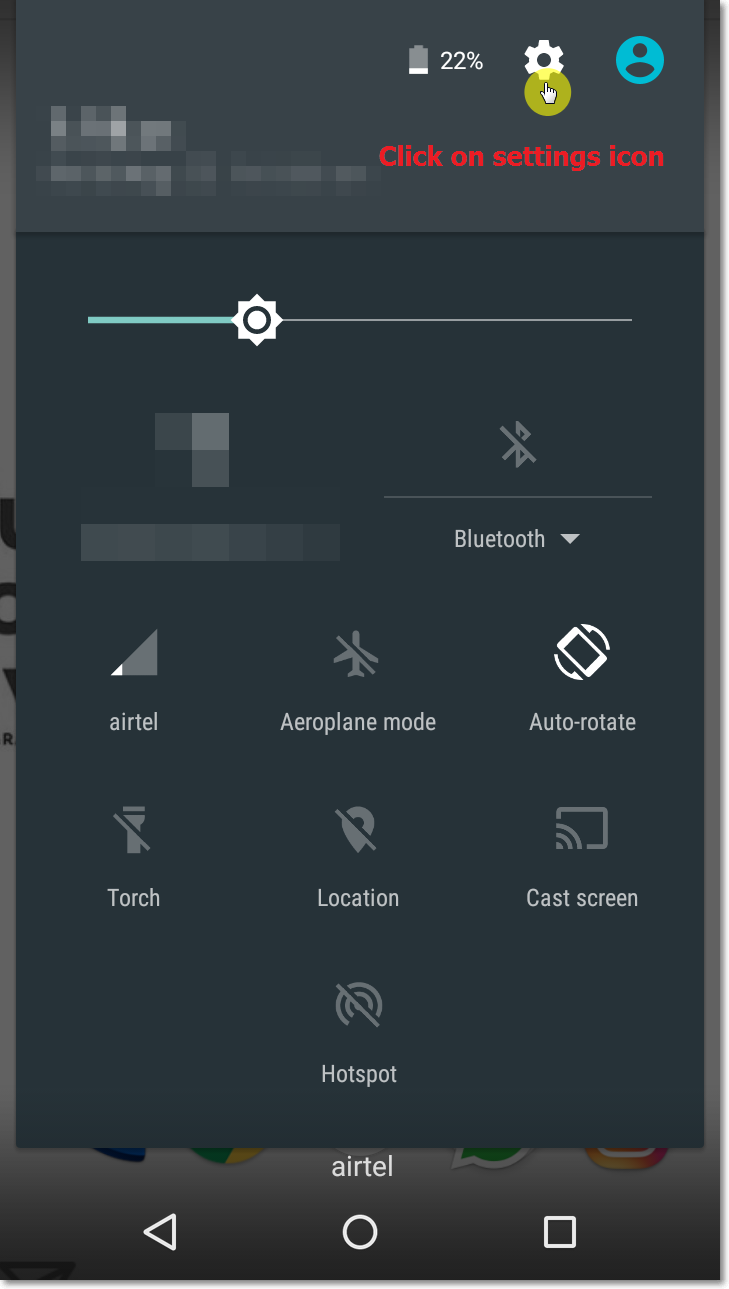 22%
Click on settings icon
Bluetooth
airtel
Aeroplane mode
Auto-rotate
Torch
Location
Cast screen
Hotspot
airtel